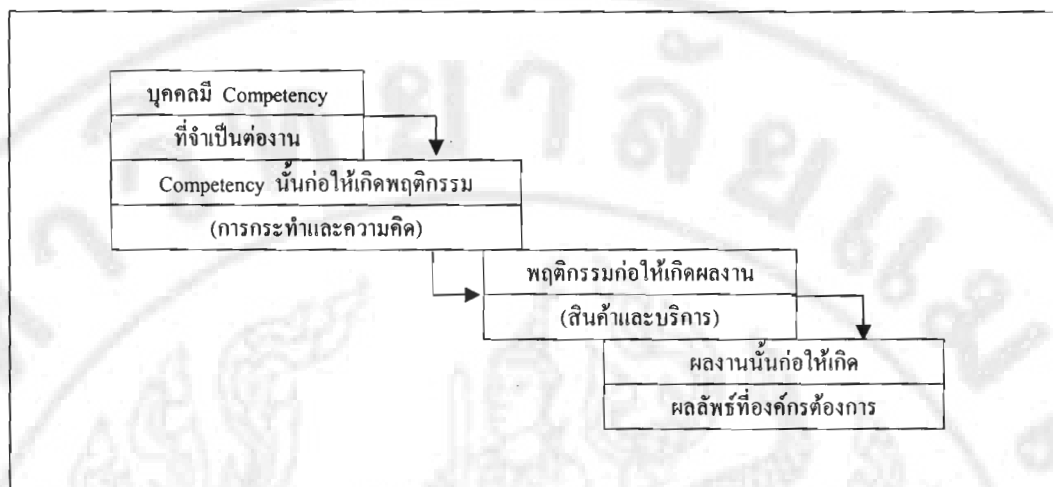 บุคคลมี Competency
ที่จำเป็นต่องาน
Competency นั้นก่อให้เกิดพฤติกรรม
(การกระทำและความคิด)
พฤติกรรมก่อให้เกิดผลงาน
(สินค้าและบริการ)
ผลงานนั้นก่อให้เกิด
ผลลัพธ์ที่องค์กรต้องการ